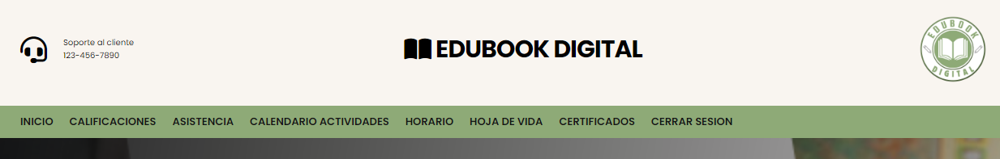 Soporte al cliente
123-456-7890
EDUBOOK DIGITAL
EDUBOOK
DIGITAL
INICIO CALIFICACIONES ASISTENCIA CALENDARIO ACTIVIDADES HORARIO HOJA DE VIDA CERTIFICADOS CERRAR SESION